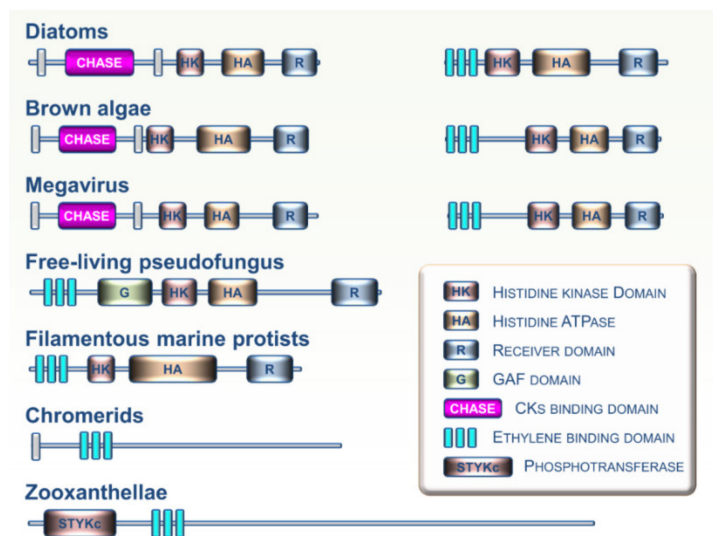 Diatoms
CHASE HK HA R HK HA R
Brown algae
CHASE HK HA R HK HA R
Megavirus
CHASE HK HA R HK HA R
Free-living pseudofungus
G HK HA R
Filamentous marine protists
HK HA R
Chromerids
Zooxanthellae
STYKc
HK HISTIDINE KINASE DOMAIN
HA HISTIDINE ATPASE
R RECEIVER DOMAIN
G GAF DOMAIN
CHASE CKS BINDING DOMAIN
ETHYLENE BINDING DOMAIN
STYKc PHOSPHOTRANSFERASE